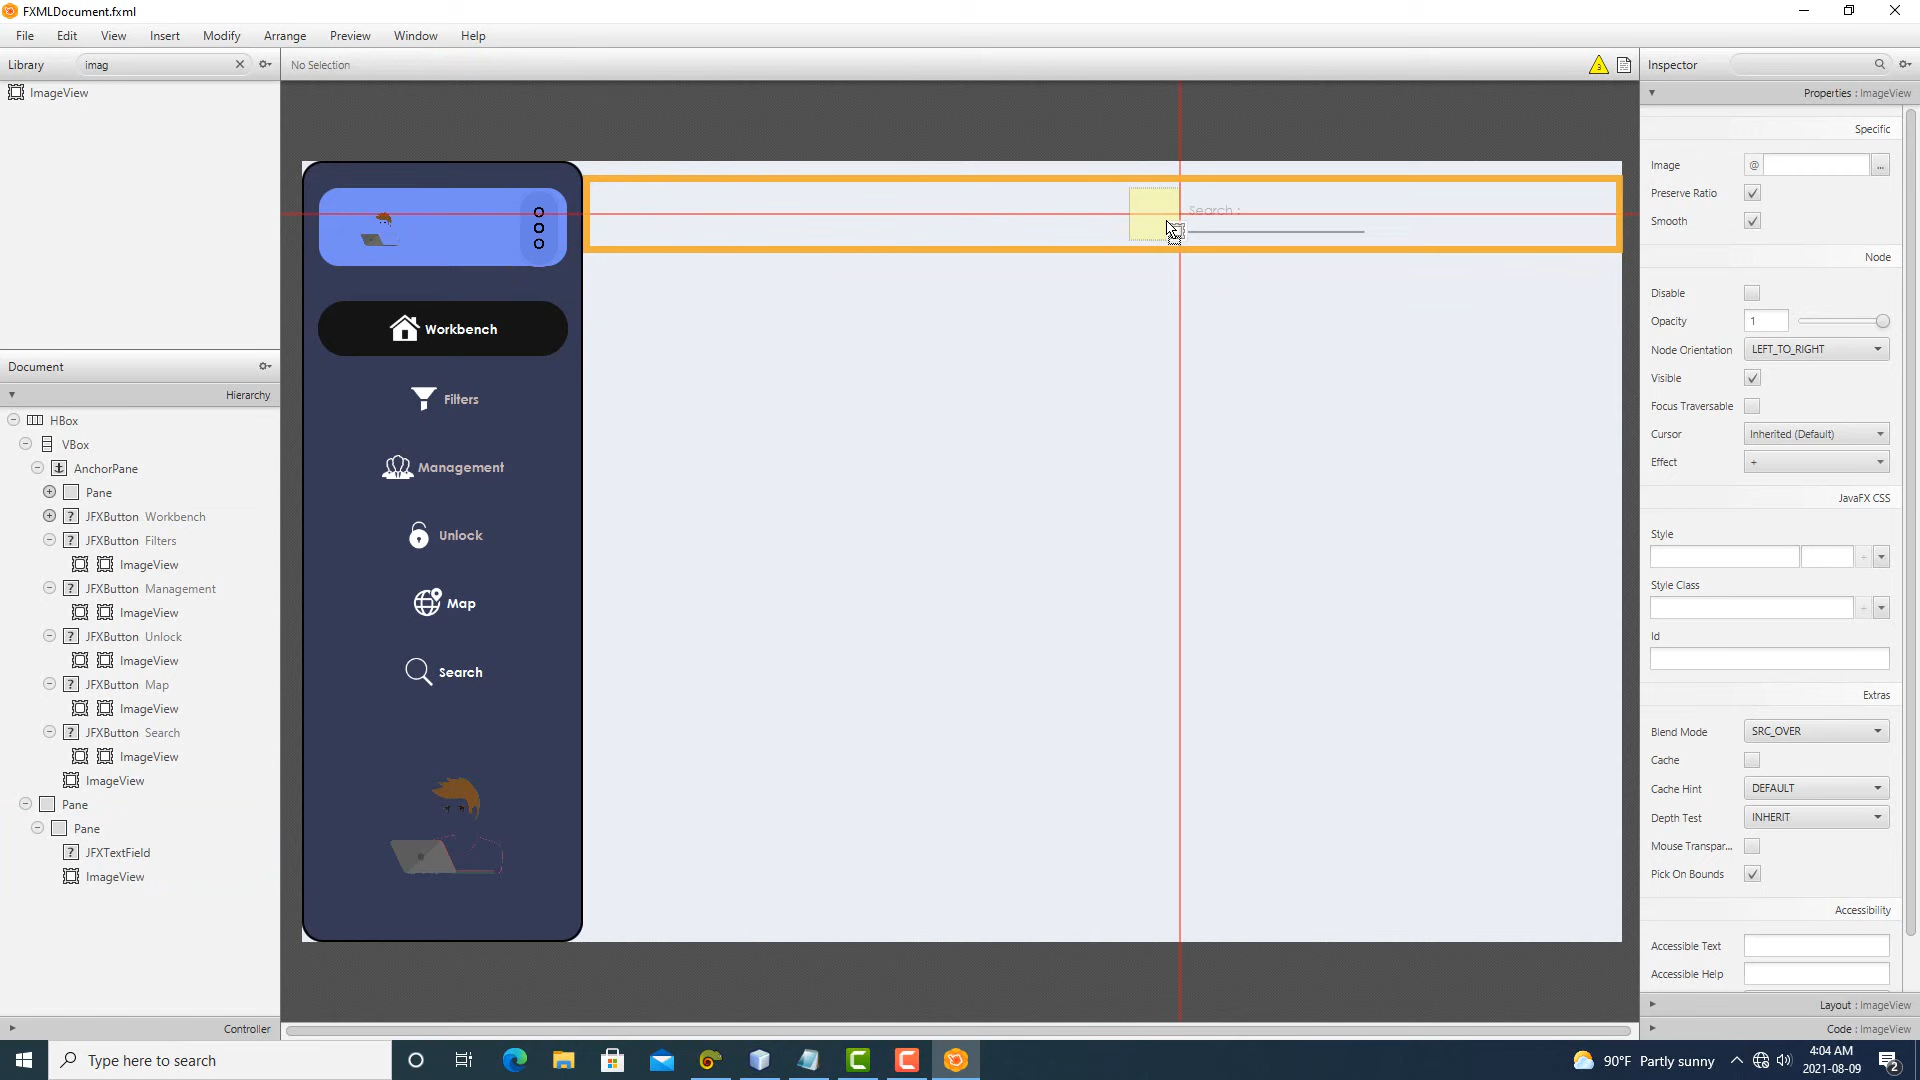 FXMLDocument.fxml
File Edit View Insert Modify Arrange Preview Window Help
Library imag
No Selection
3
Inspector
ImageView
Properties : ImageView
Specific
Image @ ...
Preserve Ratio
Smooth
Node
Disable
Opacity 1
Node Orientation LEFT_TO_RIGHT
Visible
Focus Traversable
Cursor Inherited (Default)
Effect +
JavaFX CSS
Style
+
Style Class
+
Id
Extras
Blend Mode SRC_OVER
Cache
Cache Hint DEFAULT
Depth Test INHERIT
Mouse Transpar...
Pick On Bounds
Accessibility
Accessible Text
Accessible Help
Layout : ImageView
Code : ImageView
Search :
Workbench
Filters
Management
Unlock
Map
Search
Document
Hierarchy
HBox
VBox
AnchorPane
Pane
? JFXButton Workbench
? JFXButton Filters
ImageView
? JFXButton Management
ImageView
? JFXButton Unlock
ImageView
? JFXButton Map
ImageView
? JFXButton Search
ImageView
ImageView
Pane
Pane
? JFXTextField
ImageView
Controller
Type here to search
90°F Partly sunny
4:04 AM
2021-08-09
2